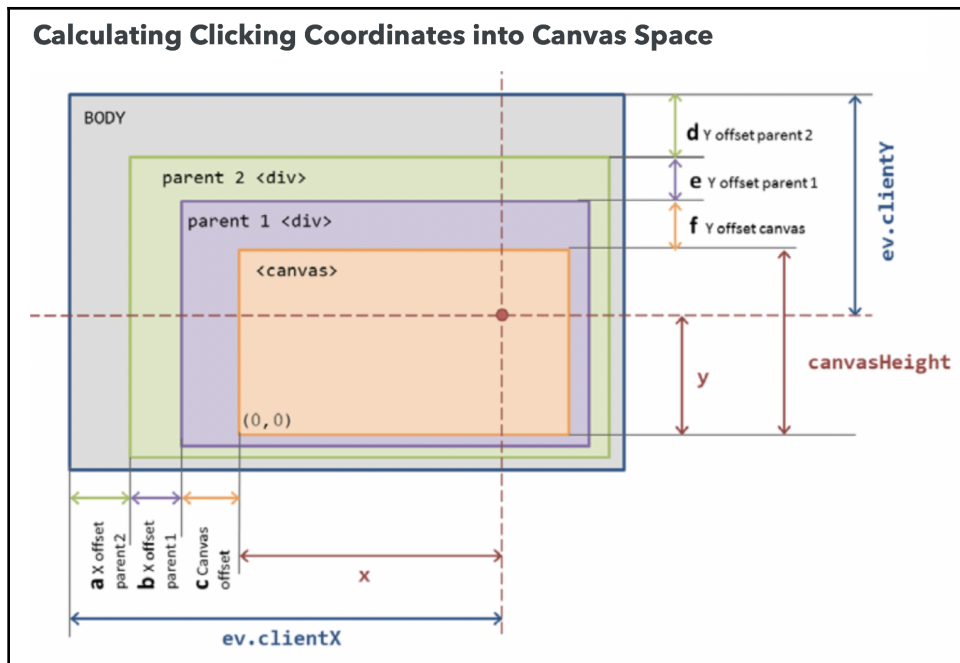 Calculating Clicking Coordinates into Canvas Space
BODY
d Y offset parent 2
parent 2 <div>
e Y offset parent 1
parent 1 <div>
f Y offset canvas
ev.clientY
<canvas>
canvasHeight
y
(0,0)
a X offset
parent2
b X offset
parent1
c Canvas
offset
x
ev.clientX